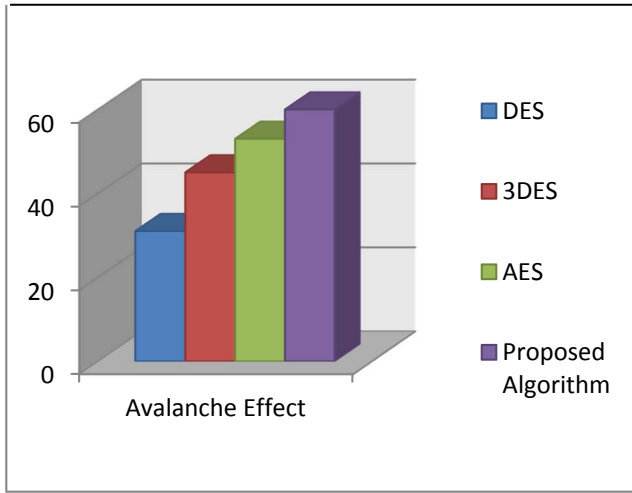 60
40
20
0
Avalanche Effect
DES
3DES
AES
Proposed
Algorithm